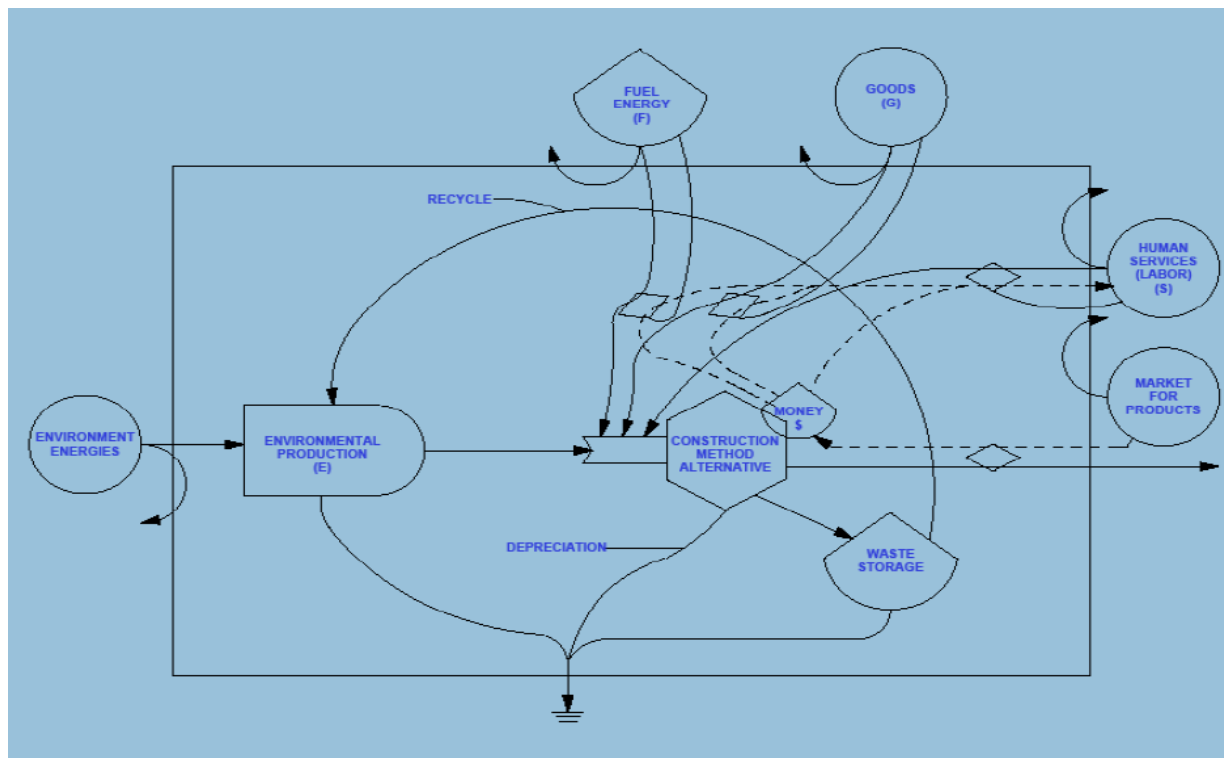 FUEL
ENERGY
(F)
GOODS
(G)
RECYCLE
HUMAN
SERVICES
(LABOR)
(S)
MARKET
FOR
PRODUCTS
MONEY
$
ENVIRONMENT
ENERGIES
ENVIRONMENTAL
PRODUCTION
(E)
CONSTRUCTION
METHOD
ALTERNATIVE
DEPRECIATION
WASTE
STORAGE